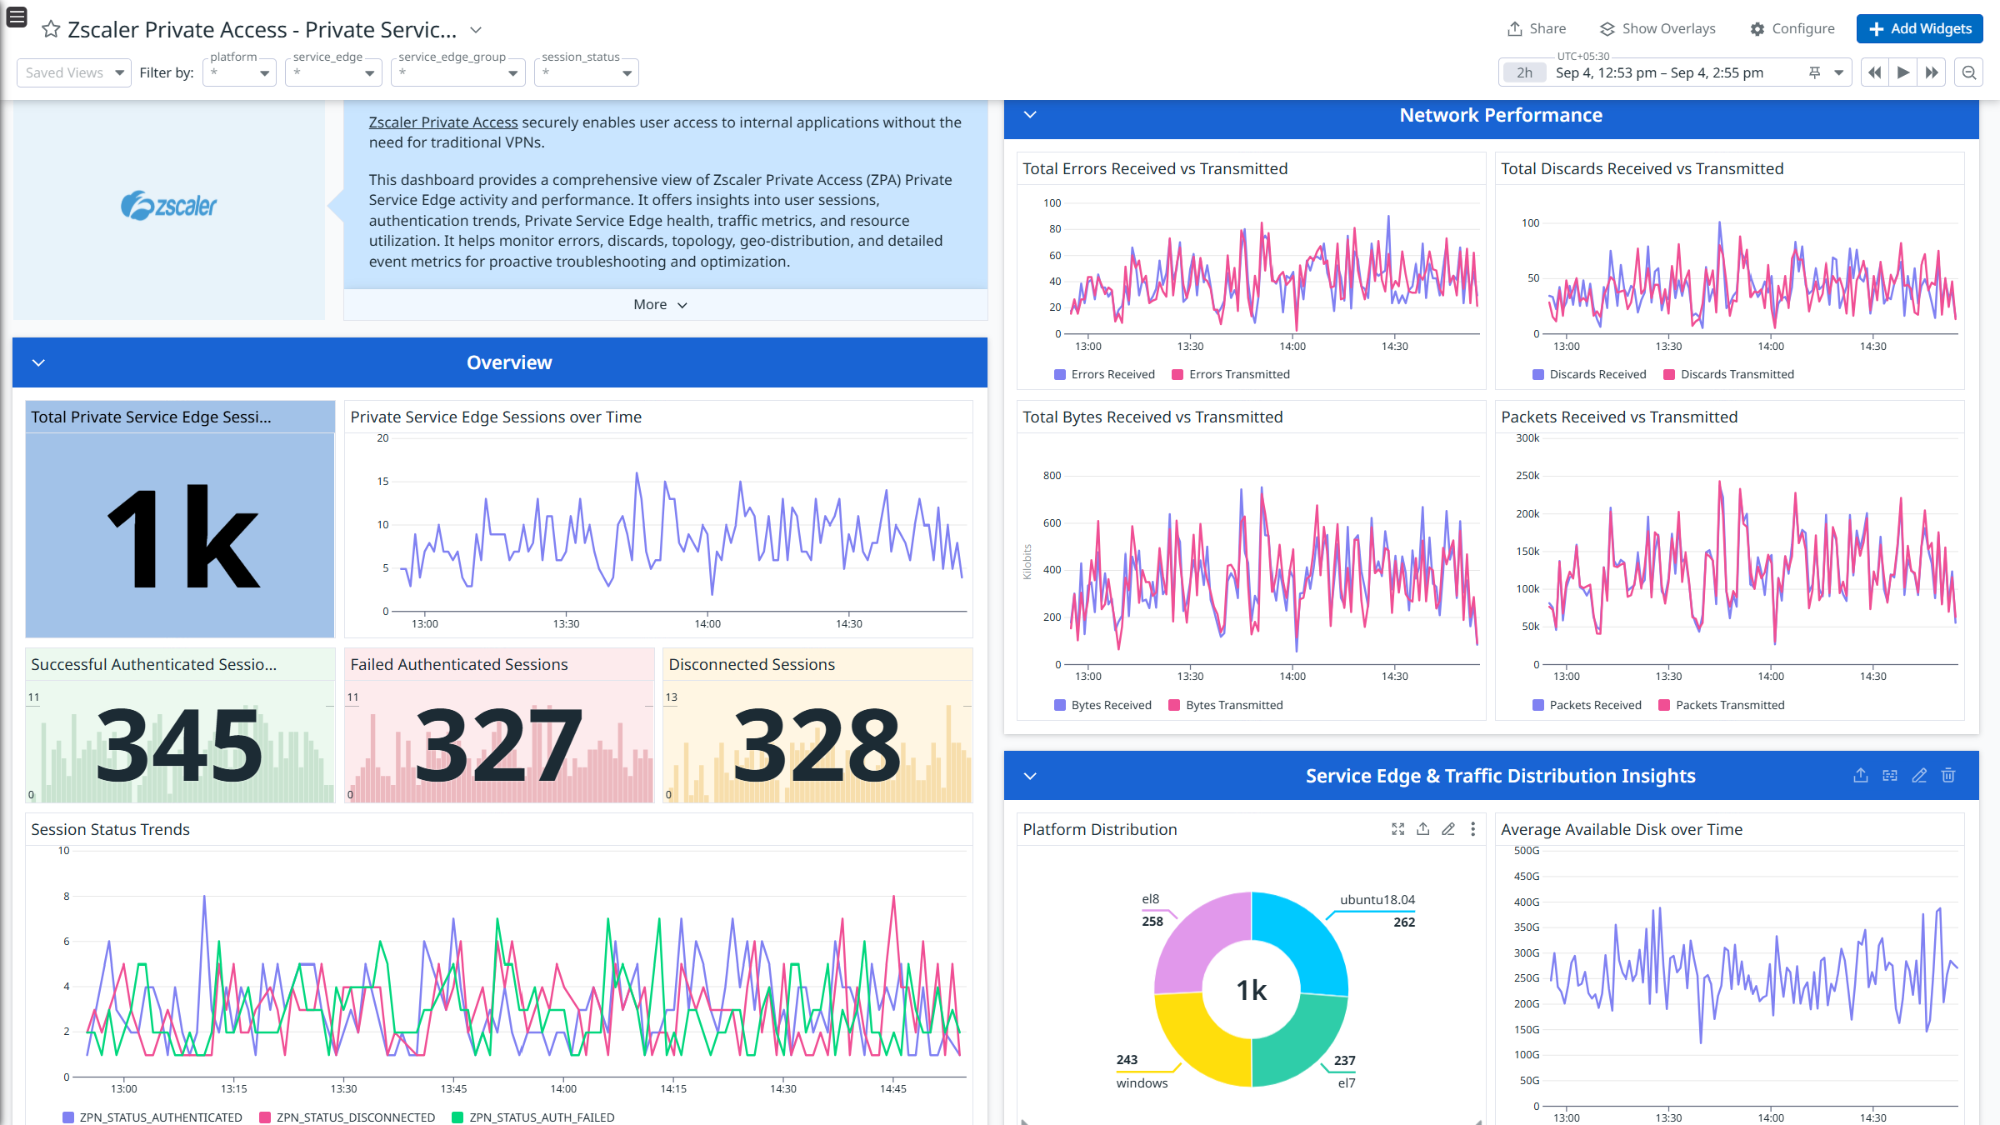 Zscaler Private Access - Private Servic...
Share
Show Overlays
Configure
Add Widgets
Saved Views
Filter by:
platform
*
service_edge
*
service_edge_group
*
session_status
*
UTC+05:30
2h
Sep 4, 12:53 pm – Sep 4, 2:55 pm
zscaler
Zscaler Private Access securely enables user access to internal applications without the
need for traditional VPNs.
This dashboard provides a comprehensive view of Zscaler Private Access (ZPA) Private
Service Edge activity and performance. It offers insights into user sessions,
authentication trends, Private Service Edge health, traffic metrics, and resource
utilization. It helps monitor errors, discards, topology, geo-distribution, and detailed
event metrics for proactive troubleshooting and optimization.
More
Overview
Total Private Service Edge Sessi...
1k
Private Service Edge Sessions over Time
20
15
10
5
0
13:00
13:30
14:00
14:30
Successful Authenticated Sessio...
11
345
0
Failed Authenticated Sessions
11
327
0
Disconnected Sessions
13
328
0
Session Status Trends
10
8
6
4
2
0
13:00
13:15
13:30
13:45
14:00
14:15
14:30
14:45
ZPN_STATUS_AUTHENTICATED
ZPN_STATUS_DISCONNECTED
ZPN_STATUS_AUTH_FAILED
Network Performance
Total Errors Received vs Transmitted
100
80
60
40
20
0
13:00
13:30
14:00
14:30
Errors Received
Errors Transmitted
Total Discards Received vs Transmitted
100
50
0
13:00
13:30
14:00
14:30
Discards Received
Discards Transmitted
Total Bytes Received vs Transmitted
Kilobits
800
600
400
200
0
13:00
13:30
14:00
14:30
Bytes Received
Bytes Transmitted
Packets Received vs Transmitted
300k
250k
200k
150k
100k
50k
0
13:00
13:30
14:00
14:30
Packets Received
Packets Transmitted
Service Edge & Traffic Distribution Insights
Platform Distribution
el8
258
ubuntu18.04
262
1k
243
windows
237
el7
Average Available Disk over Time
500G
450G
400G
350G
300G
250G
200G
150G
100G
50G
0
13:00
13:30
14:00
14:30